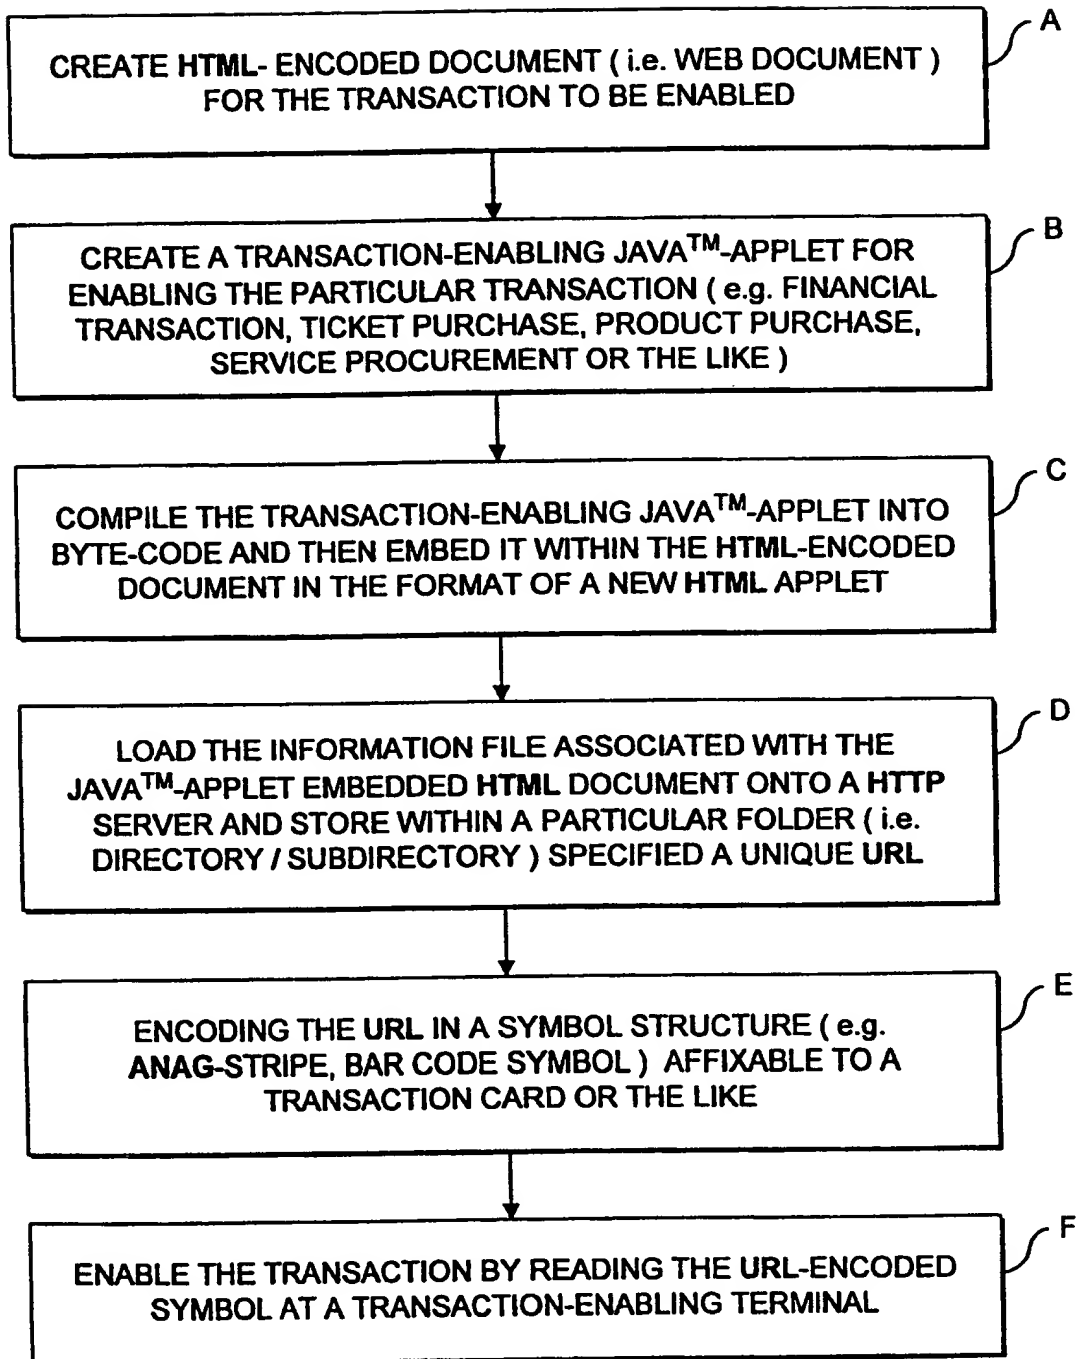 A
CREATE HTML- ENCODED DOCUMENT ( i.e. WEB DOCUMENT )
FOR THE TRANSACTION TO BE ENABLED
B
CREATE A TRANSACTION-ENABLING JAVA™-APPLET FOR
ENABLING THE PARTICULAR TRANSACTION ( e.g. FINANCIAL
TRANSACTION, TICKET PURCHASE, PRODUCT PURCHASE,
SERVICE PROCUREMENT OR THE LIKE )
C
COMPILE THE TRANSACTION-ENABLING JAVA™-APPLET INTO
BYTE-CODE AND THEN EMBED IT WITHIN THE HTML-ENCODED
DOCUMENT IN THE FORMAT OF A NEW HTML APPLET
D
LOAD THE INFORMATION FILE ASSOCIATED WITH THE
JAVA™-APPLET EMBEDDED HTML DOCUMENT ONTO A HTTP
SERVER AND STORE WITHIN A PARTICULAR FOLDER ( i.e.
DIRECTORY / SUBDIRECTORY ) SPECIFIED A UNIQUE URL
E
ENCODING THE URL IN A SYMBOL STRUCTURE ( e.g.
ANAG-STRIPE, BAR CODE SYMBOL ) AFFIXABLE TO A
TRANSACTION CARD OR THE LIKE
F
ENABLE THE TRANSACTION BY READING THE URL-ENCODED
SYMBOL AT A TRANSACTION-ENABLING TERMINAL